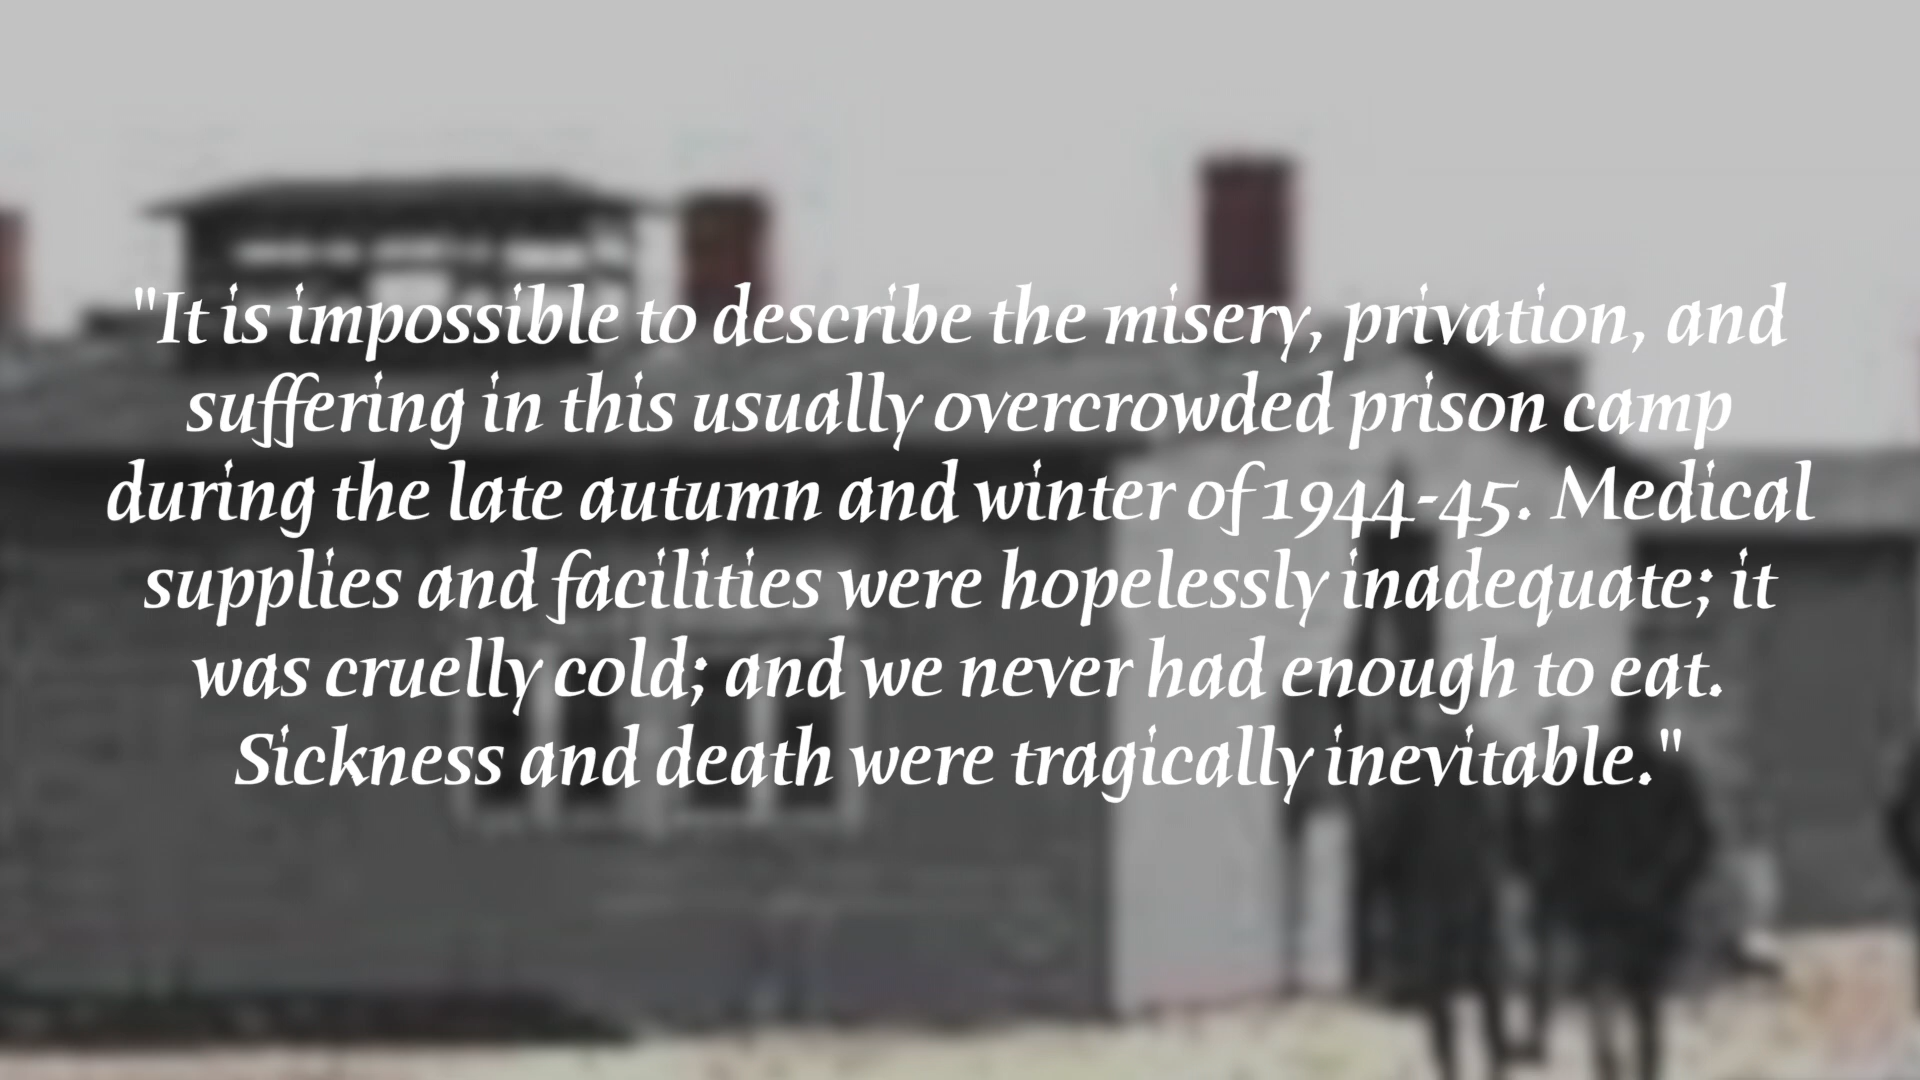 "It is impossible to describe the misery, privation, and
suffering in this usually overcrowded prison camp
during the late autumn and winter of 1944-45. Medical
supplies and facilities were hopelessly inadequate; it
was cruelly cold; and we never had enough to eat.
Sickness and death were tragically inevitable."